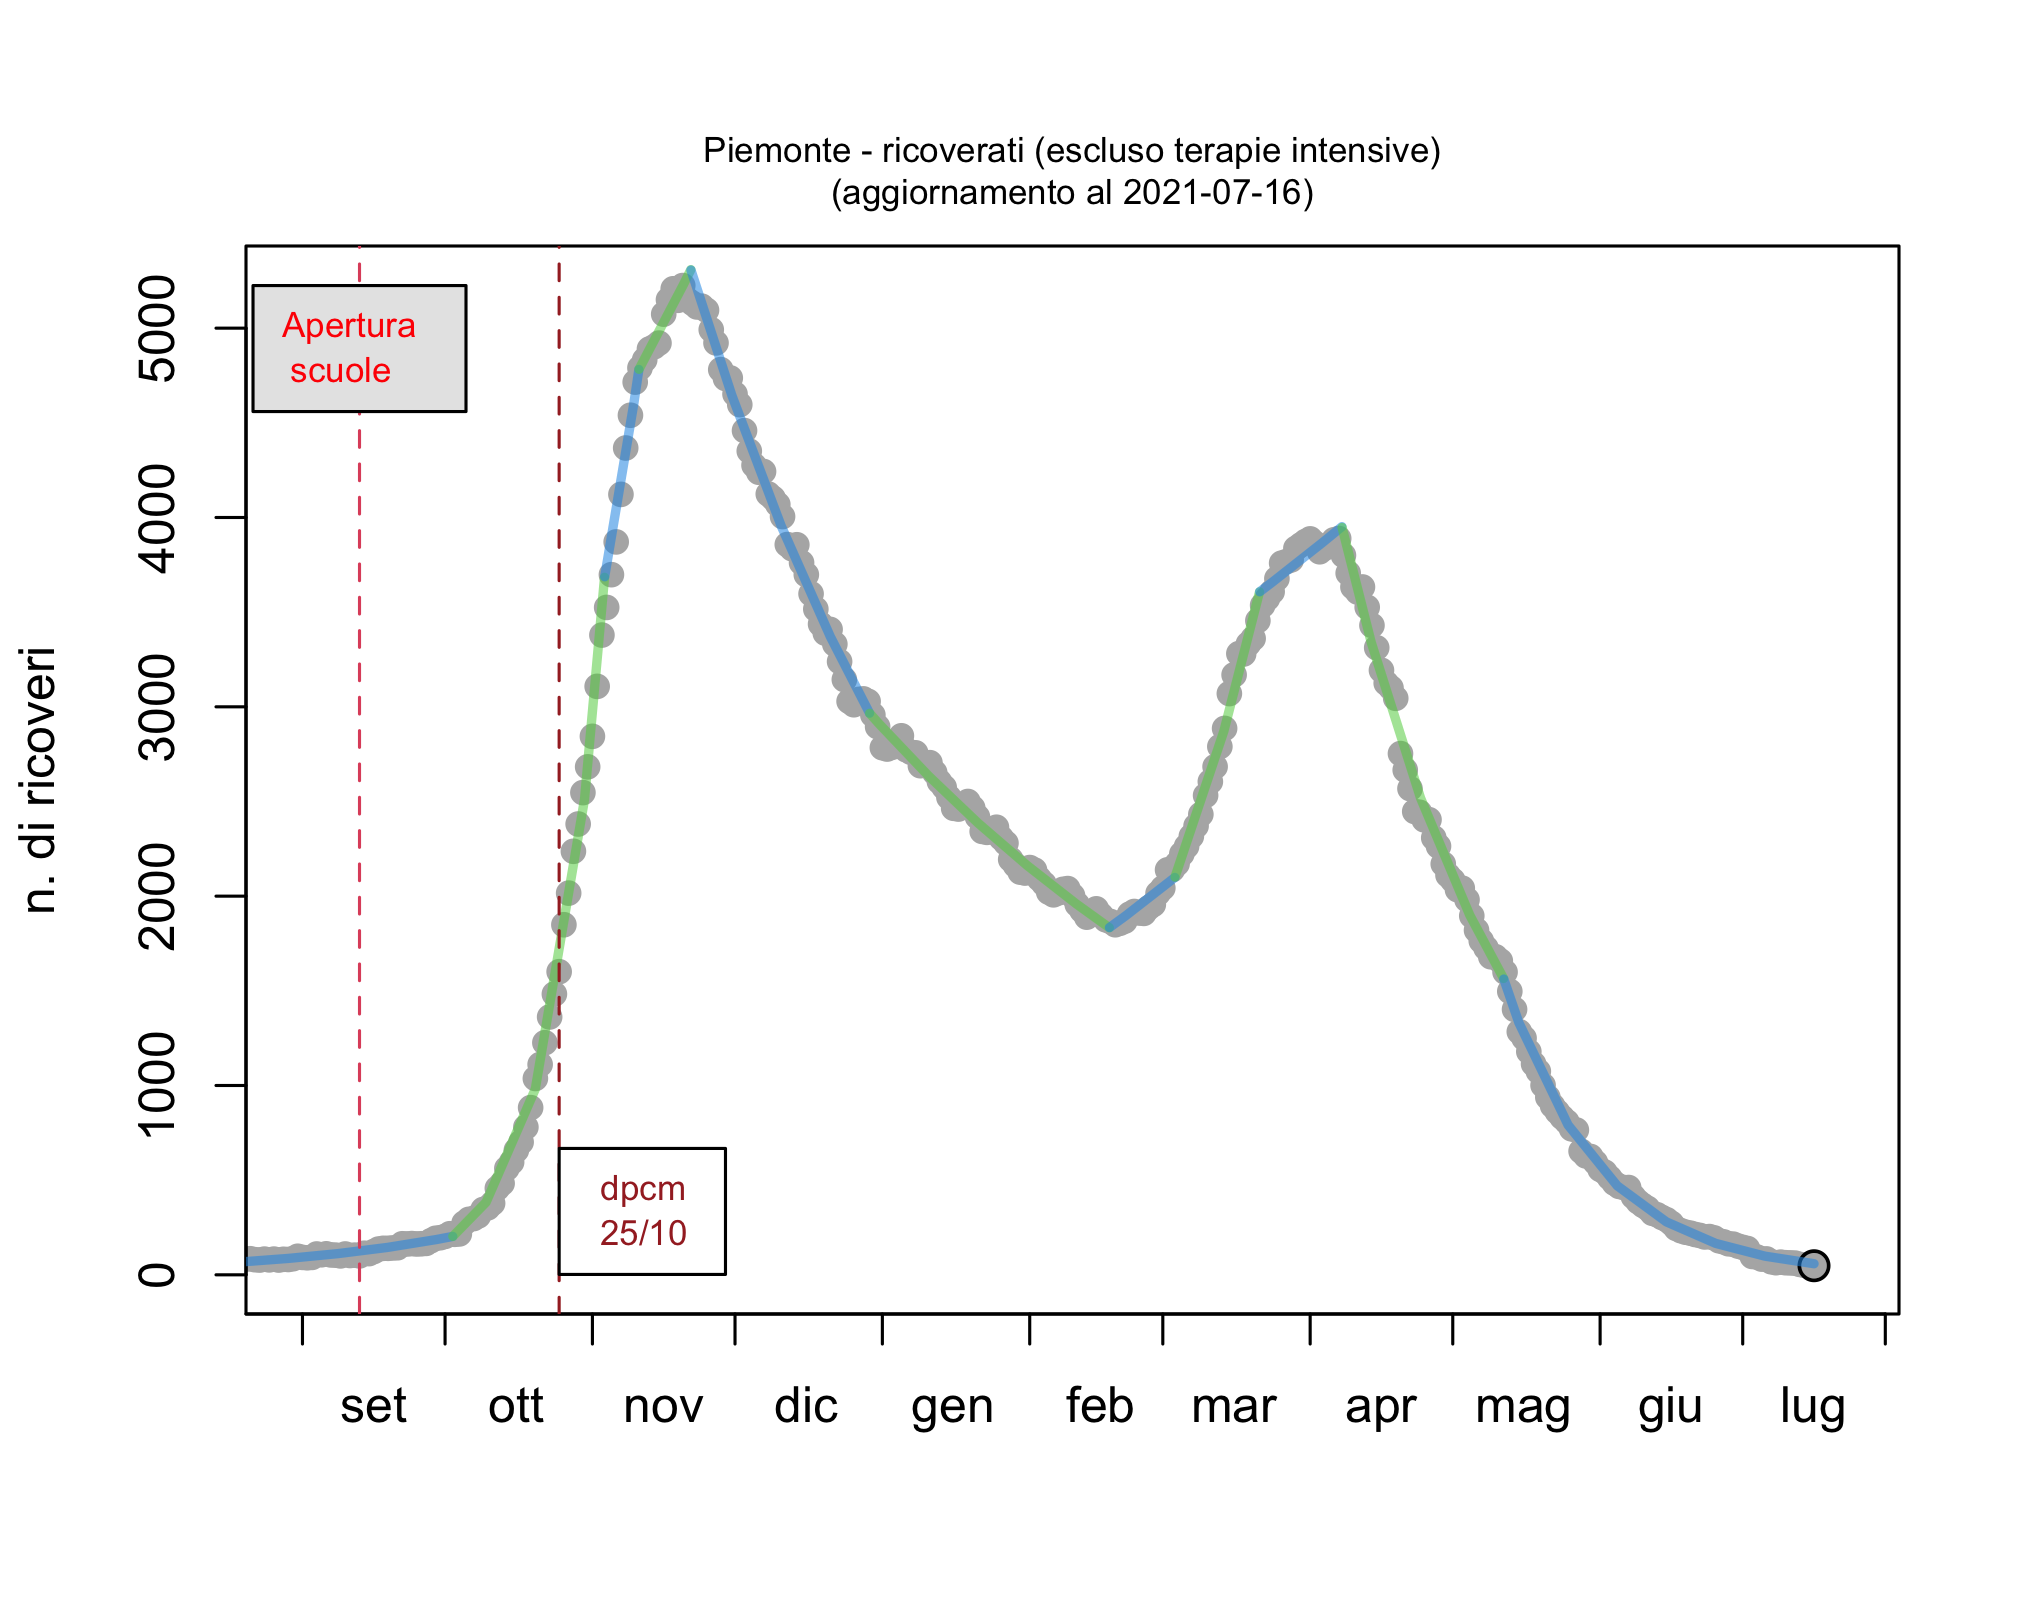 Piemonte - ricoverati (escluso terapie intensive)
(aggiornamento al 2021-07-16)
n. di ricoveri
5000
4000
3000
2000
1000
0
Apertura
scuole
dpcm
25/10
set ott nov dic gen feb mar apr mag giu lug